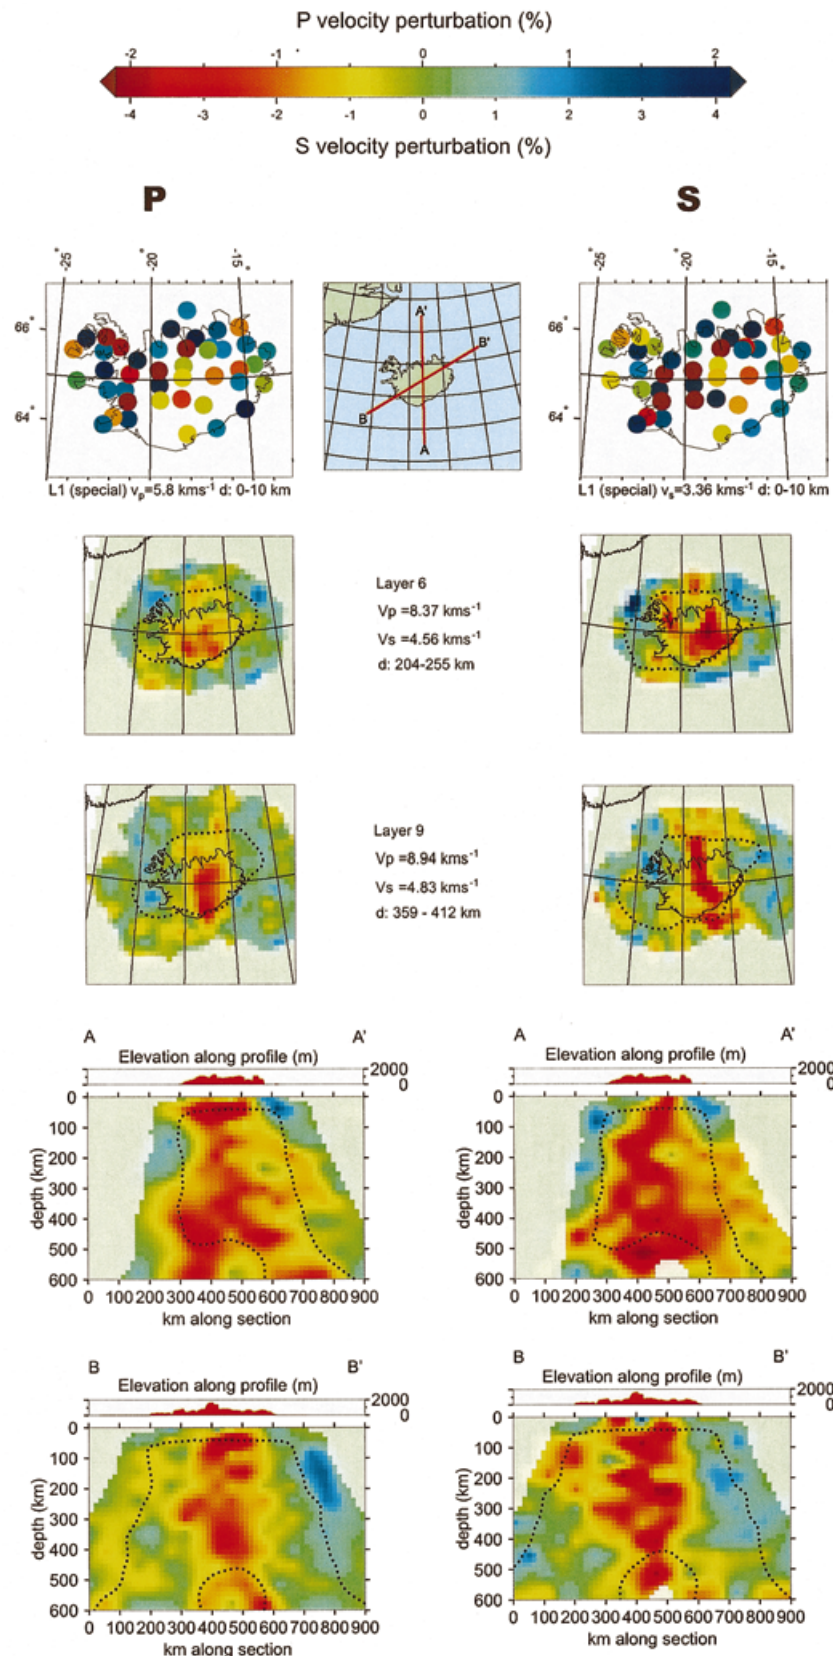 P velocity perturbation (%)
-2 -1 0 1 2
-4 -3 -2 -1 0 1 2 3 4
S velocity perturbation (%)
P S
-25° -20° -15°
-25° -20° -15°
66°
64°
66°
64°
A'
B'
B
A
L1 (special) vp=5.8 kms-1 d: 0-10 km
L1 (special) vs=3.36 kms-1 d: 0-10 km
Layer 6
Vp =8.37 kms-1
Vs =4.56 kms-1
d: 204-255 km
Layer 9
Vp =8.94 kms-1
Vs =4.83 kms-1
d: 359 - 412 km
A A'
Elevation along profile (m)
2000
0
0
100
200
300
400
500
600
depth (km)
0 100 200 300 400 500 600 700 800 900
km along section
A A'
Elevation along profile (m)
2000
0
0
100
200
300
400
500
600
depth (km)
0 100 200 300 400 500 600 700 800 900
km along section
B B'
Elevation along profile (m)
2000
0
0
100
200
300
400
500
600
depth (km)
0 100 200 300 400 500 600 700 800 900
km along section
B B'
Elevation along profile (m)
2000
0
0
100
200
300
400
500
600
depth (km)
0 100 200 300 400 500 600 700 800 900
km along section